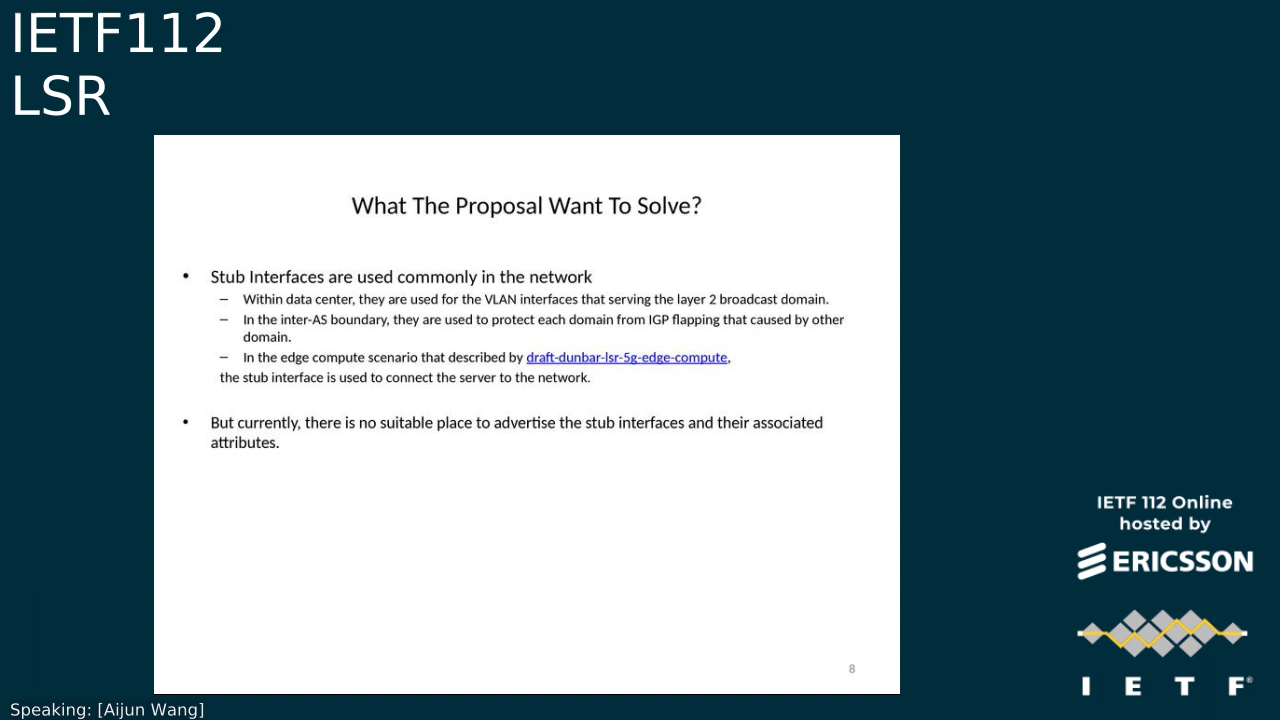 IETF112
LSR
What The Proposal Want To Solve?
• Stub Interfaces are used commonly in the network
– Within data center, they are used for the VLAN interfaces that serving the layer 2 broadcast domain.
– In the inter-AS boundary, they are used to protect each domain from IGP flapping that caused by other
domain.
– In the edge compute scenario that described by draft-dunbar-lsr-5g-edge-compute,
the stub interface is used to connect the server to the network.
• But currently, there is no suitable place to advertise the stub interfaces and their associated
attributes.
8
IETF 112 Online
hosted by
ERICSSON
I E T F®
Speaking: [Aijun Wang]